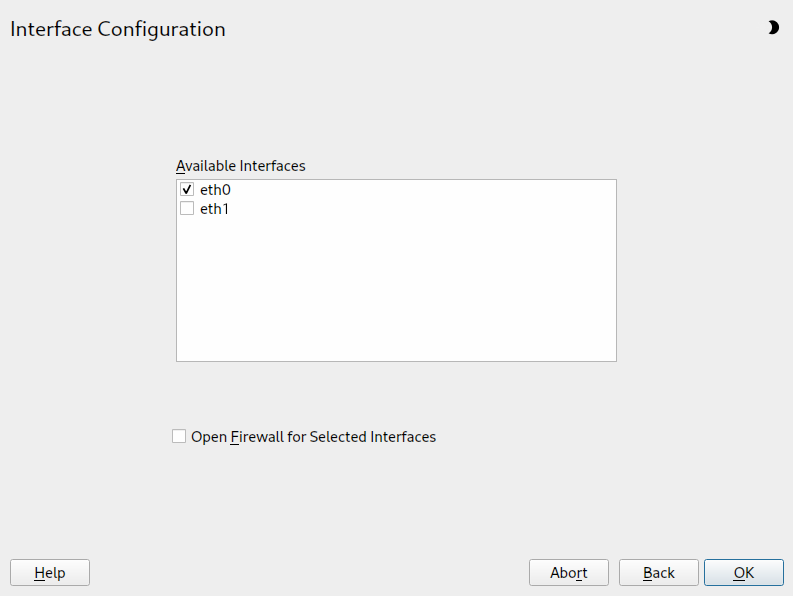 Interface Configuration
Available Interfaces
eth0
eth1
Open Firewall for Selected Interfaces
Help Abort Back OK